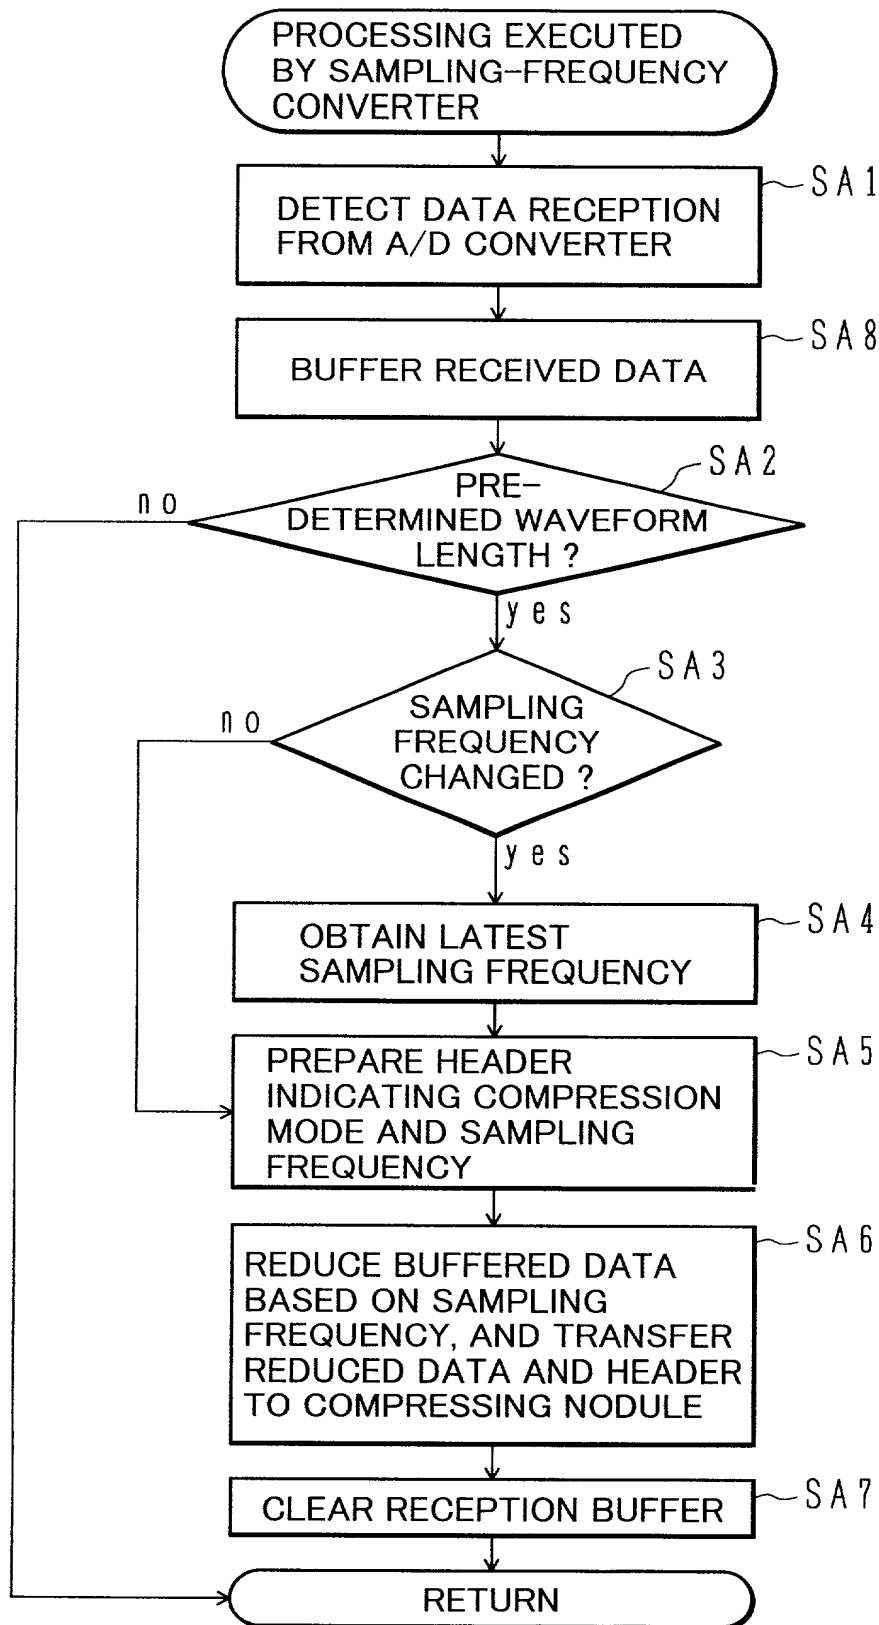 PROCESSING EXECUTED
BY SAMPLING-FREQUENCY
CONVERTER
SA1
DETECT DATA RECEPTION
FROM A/D CONVERTER
SA8
BUFFER RECEIVED DATA
SA2
PRE-
DETERMINED WAVEFORM
LENGTH ?
no
yes
SA3
SAMPLING
FREQUENCY
CHANGED ?
no
yes
SA4
OBTAIN LATEST
SAMPLING FREQUENCY
SA5
PREPARE HEADER
INDICATING COMPRESSION
MODE AND SAMPLING
FREQUENCY
SA6
REDUCE BUFFERED DATA
BASED ON SAMPLING
FREQUENCY, AND TRANSFER
REDUCED DATA AND HEADER
TO COMPRESSING NODULE
SA7
CLEAR RECEPTION BUFFER
RETURN